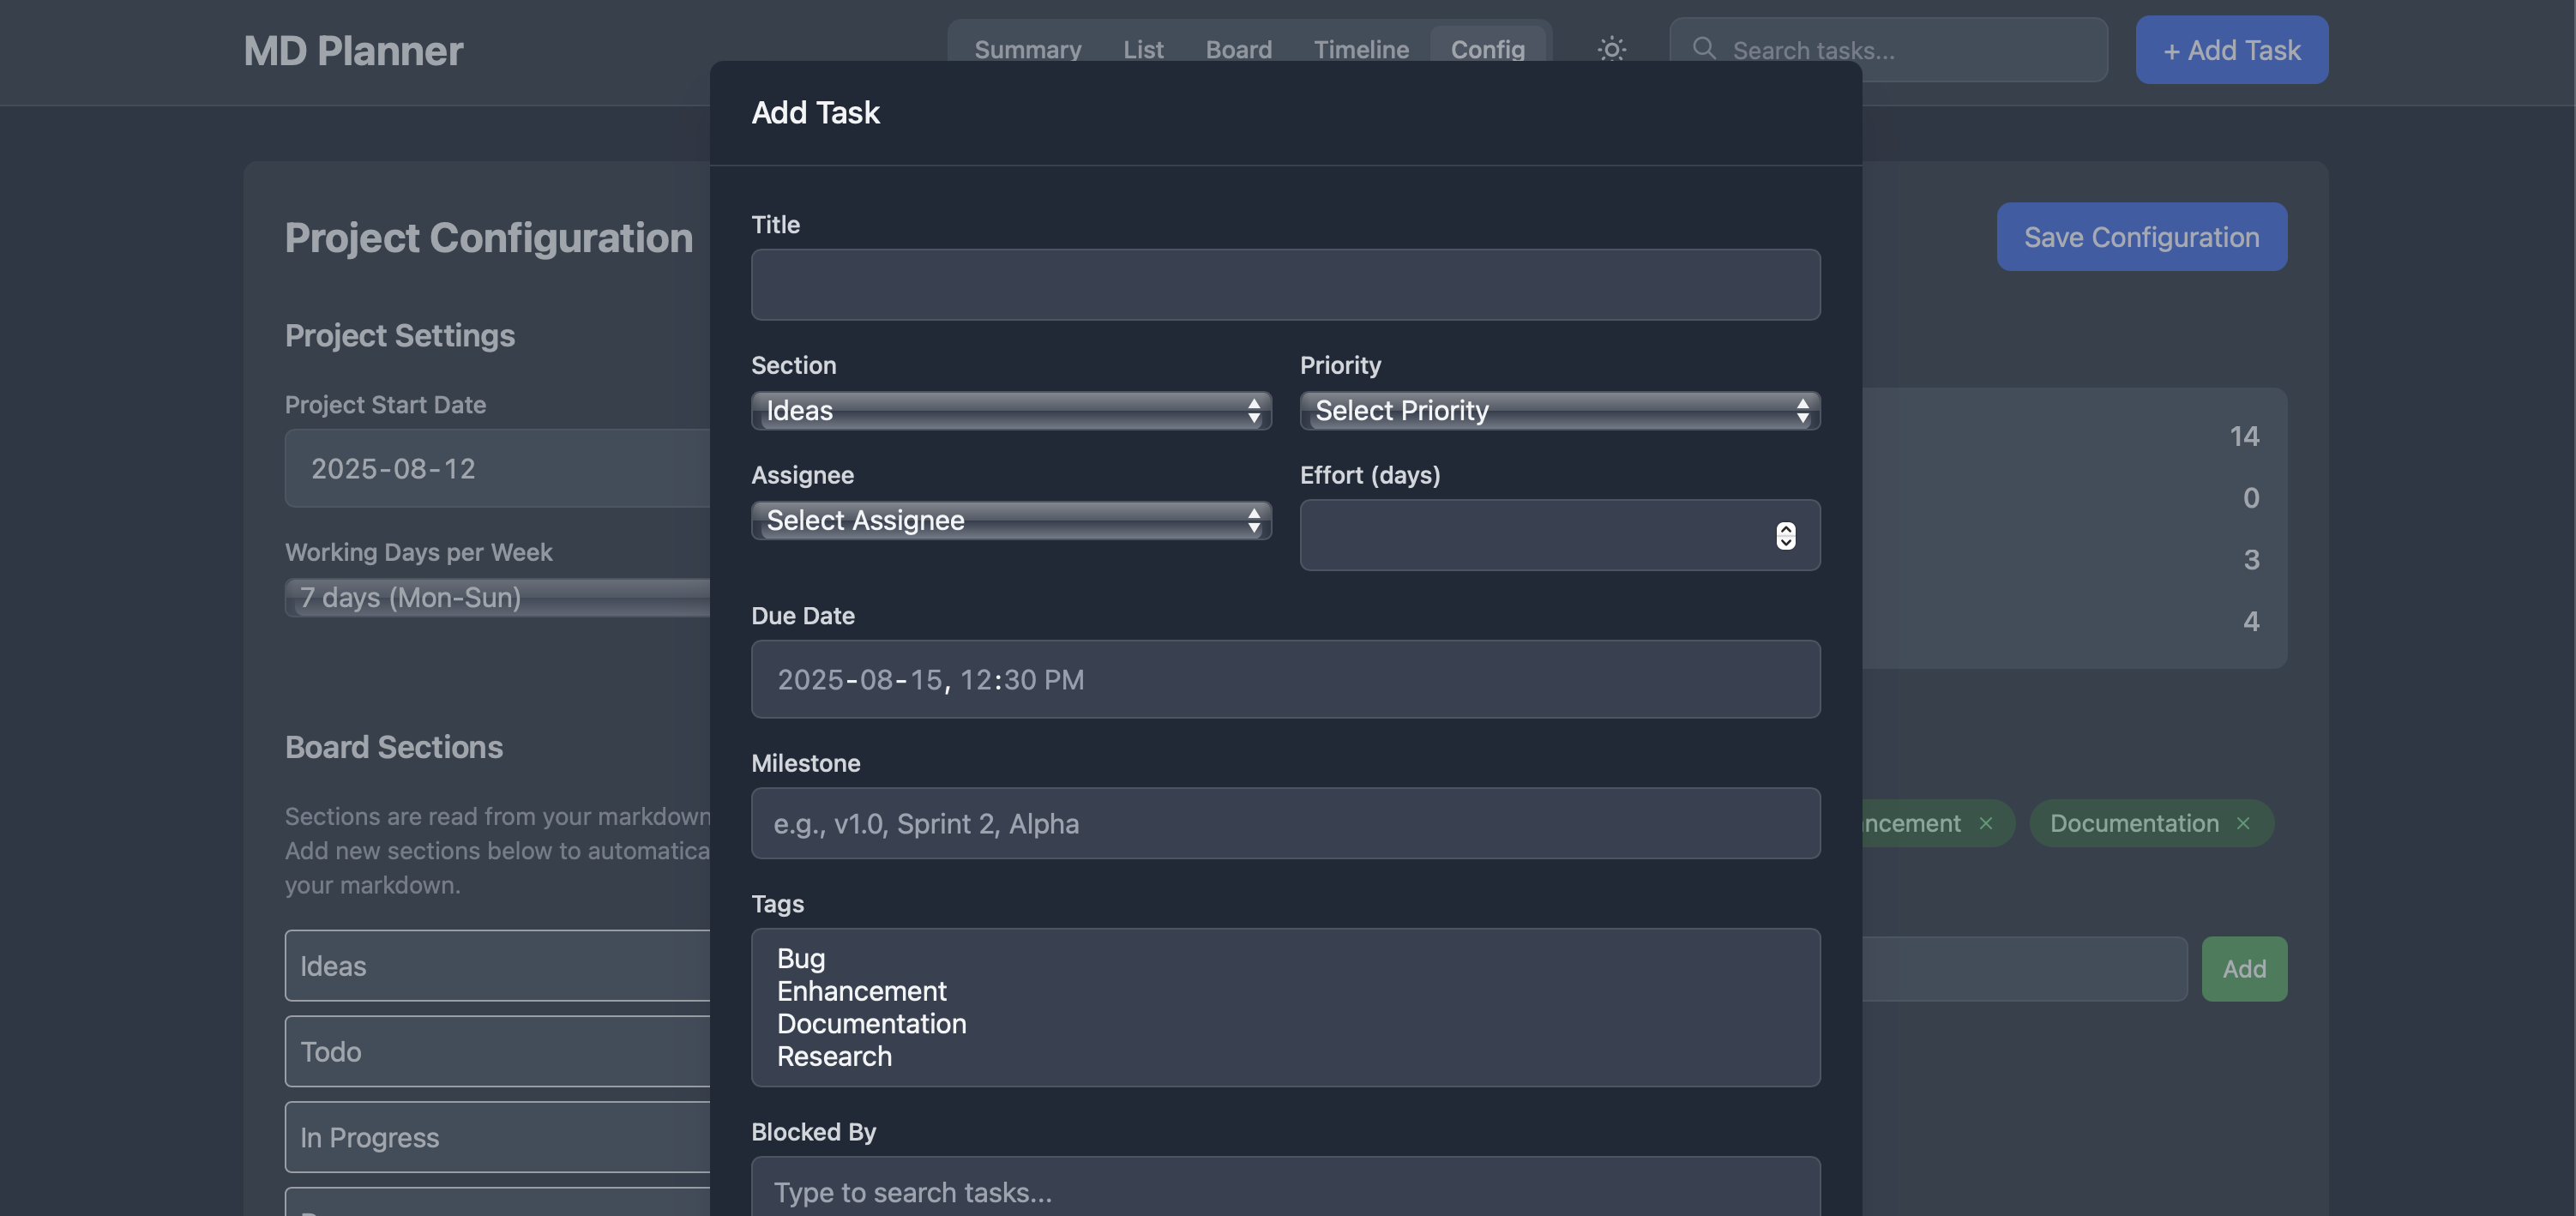 MD Planner
Summary
List
Board
Timeline
Config
Search tasks...
+ Add Task
Project Configuration
Save Configuration
Project Settings
Project Start Date
2025-08-12
Working Days per Week
7 days (Mon-Sun)
14
0
3
4
Board Sections
Sections are read from your markdown
Add new sections below to automatica
your markdown.
Ideas
Todo
In Progress
ncement ×
Documentation ×
Add
Add Task
Title
Section
Priority
Ideas
Select Priority
Assignee
Effort (days)
Select Assignee
Due Date
2025-08-15, 12:30 PM
Milestone
e.g., v1.0, Sprint 2, Alpha
Tags
Bug
Enhancement
Documentation
Research
Blocked By
Type to search tasks...